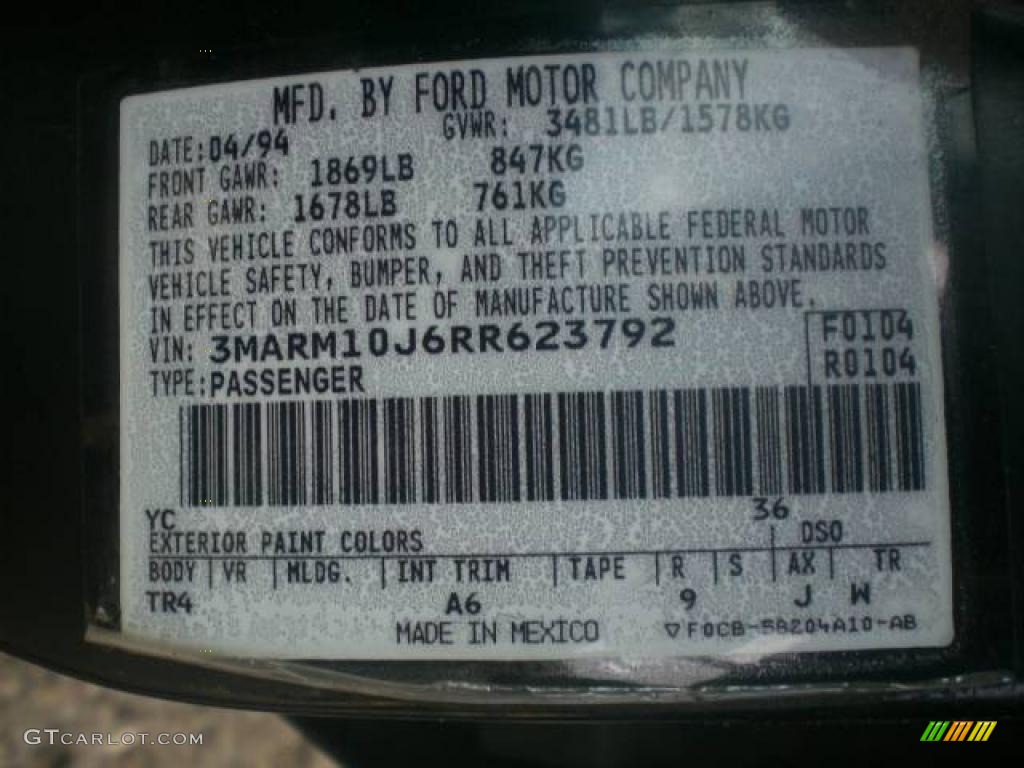 MFD. BY FORD MOTOR COMPANY
DATE: 04/94 GVWR: 3481LB/1578KG
FRONT GAWR: 1869LB 847KG
REAR GAWR: 1678LB 761KG
THIS VEHICLE CONFORMS TO ALL APPLICABLE FEDERAL MOTOR
VEHICLE SAFETY, BUMPER, AND THEFT PREVENTION STANDARDS
IN EFFECT ON THE DATE OF MANUFACTURE SHOWN ABOVE.
VIN: 3MARM10J6RR623792 F0104
TYPE: PASSENGER R0104
YC 36
EXTERIOR PAINT COLORS DSO
BODY VR MLDG. INT TRIM TAPE R S AX TR
TR4 A6 9 J W
MADE IN MEXICO ▽F0CB-5B204A10-AB
GTCARLOT.COM